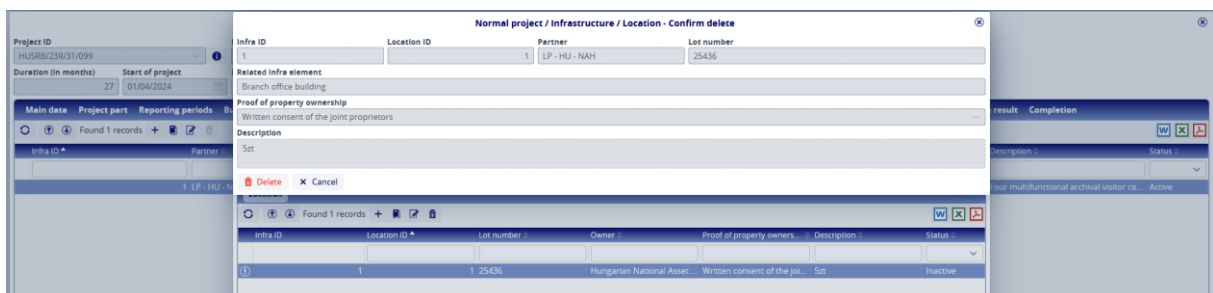 Normal project / Infrastructure / Location - Confirm delete
Project ID
HUSRB/23R/31/099
Duration (in months) Start of project
27 01/04/2024
Infra ID Location ID Partner Lot number
1 1 LP - HU - NAH 25436
Related infra element
Branch office building
Proof of property ownership
Written consent of the joint proprietors
Description
5zt
Delete Cancel
Main data Project part Reporting periods result Completion
Found 1 records
Infra ID Partner Description Status
1 LP - HU - N Four multifunctional archival visitor ce... Active
Location
Found 1 records
Infra ID Location ID Lot number Owner Proof of property owners... Description Status
1 1 25436 Hungarian National Asset ... Written consent of the joi... 5zt Inactive